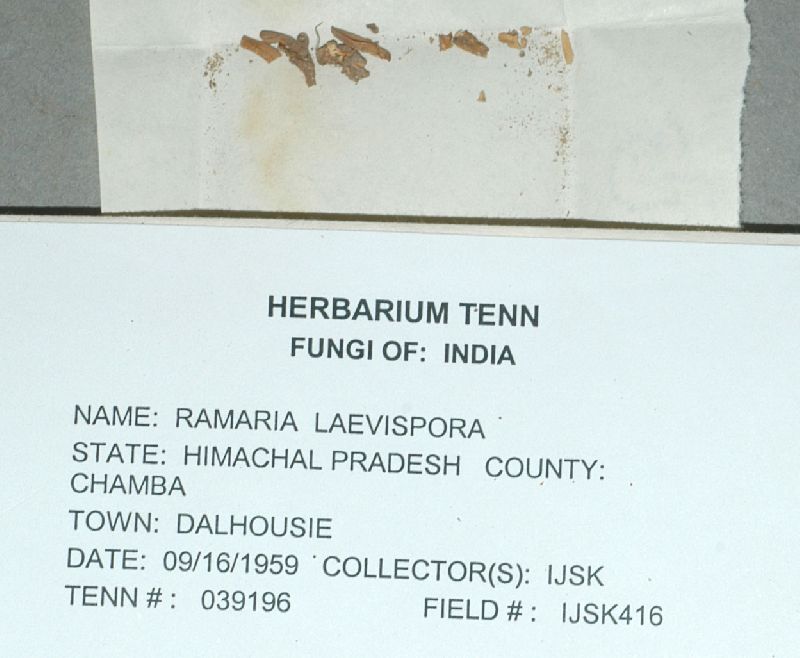 HERBARIUM TENN
FUNGI OF: INDIA
NAME: RAMARIA LAEVISPORA
STATE: HIMACHAL PRADESH COUNTY:
CHAMBA
TOWN: DALHOUSIE
DATE: 09/16/1959 COLLECTOR(S): IJSK
TENN #: 039196 FIELD #: IJSK416